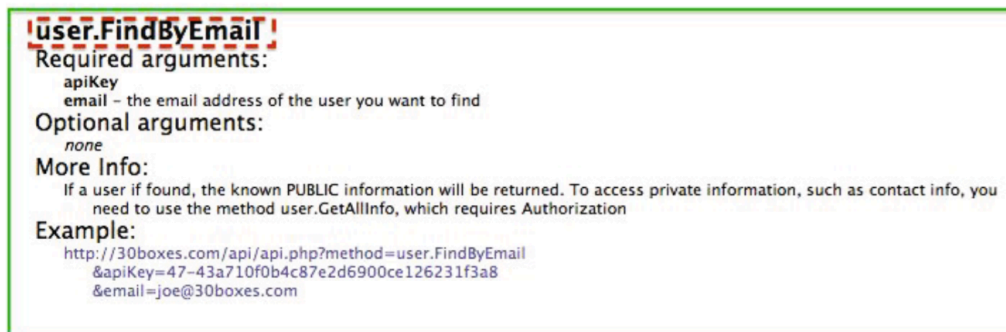 user.FindByEmail
Required arguments:
apiKey
email – the email address of the user you want to find
Optional arguments:
none
More Info:
If a user if found, the known PUBLIC information will be returned. To access private information, such as contact info, you
need to use the method user.GetAllInfo, which requires Authorization
Example:
http://30boxes.com/api/api.php?method=user.FindByEmail
&apiKey=47-43a710f0b4c87e2d6900ce126231f3a8
&email=joe@30boxes.com